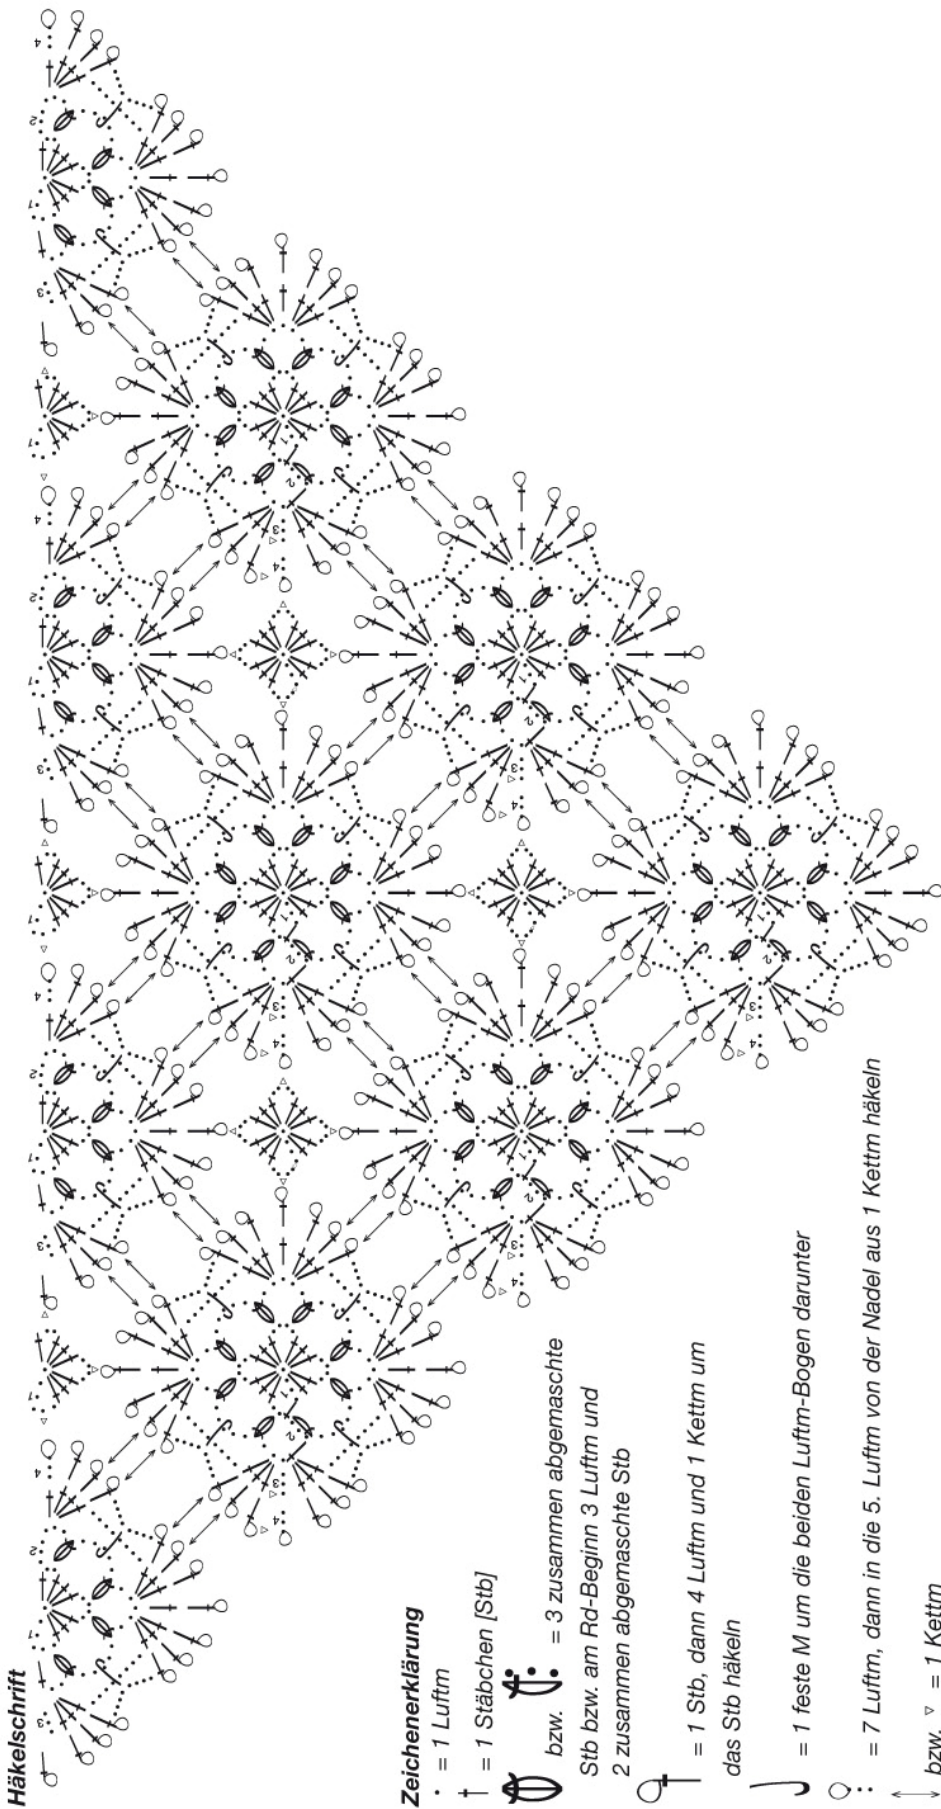 Häkelschrift
Zeichenerklärung
= 1 Luftm
= 1 Stäbchen [Stb]
bzw. = 3 zusammen abgemaschte
Stb bzw. am Rd-Beginn 3 Luftm und
2 zusammen abgemaschte Stb
= 1 Stb, dann 4 Luftm und 1 Kettm um
das Stb häkeln
= 1 feste M um die beiden Luftm-Bogen darunter
= 7 Luftm, dann in die 5. Luftm von der Nadel aus 1 Kettm häkeln
bzw. = 1 Kettm